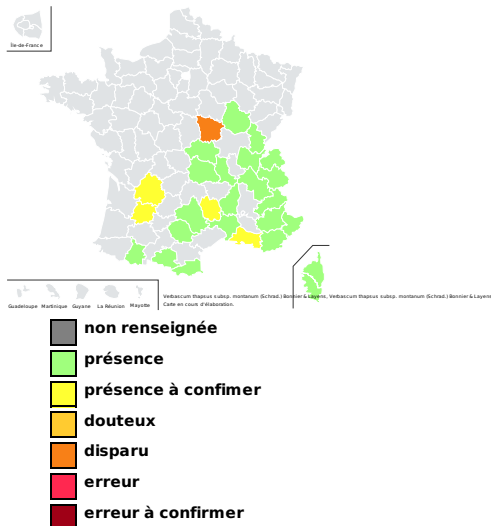 Île-de-France
Guadeloupe Martinique Guyane La Réunion Mayotte
Verbascum thapsus subsp. montanum (Schrad.) Bonnier & Layens, Verbascum thapsus subsp. montanum (Schrad.) Bonnier & Layens
Carte en cours d'élaboration.
non renseignée
présence
présence à confimer
douteux
disparu
erreur
erreur à confirmer